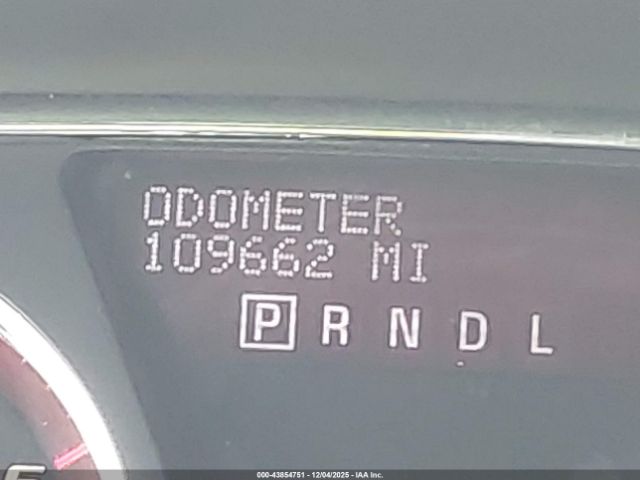 ODOMETER
109662 MI
P R N D L
000-43854751 - 12/04/2025 - IAA Inc.